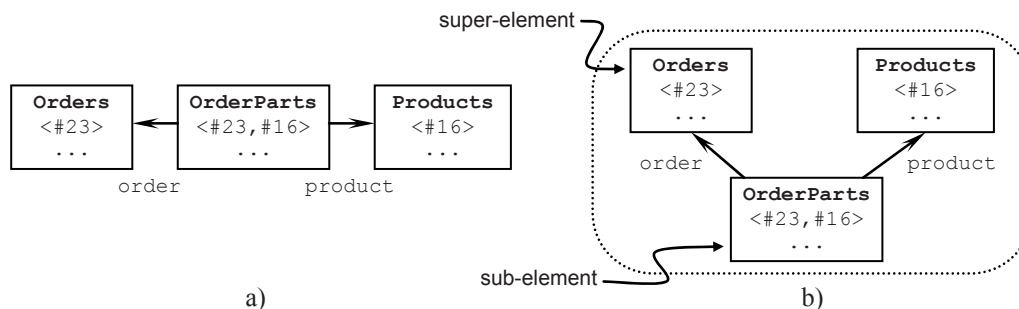 super-element
Orders
<#23>
...
OrderParts
<#23,#16>
...
Products
<#16>
...
order
product
a)
Orders
<#23>
...
Products
<#16>
...
order
product
OrderParts
<#23,#16>
...
sub-element
b)